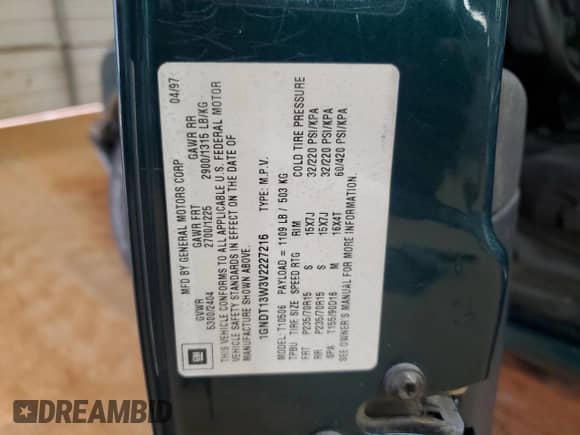 MFD BY GENERAL MOTORS CORP 04/97
GVWR GAWR FRT GAWR RR
5300/2404 2700/1225 2900/1315 LB/KG
THIS VEHICLE CONFORMS TO ALL APPLICABLE U.S. FEDERAL MOTOR
VEHICLE SAFETY STANDARDS IN EFFECT ON THE DATE OF
MANUFACTURE SHOWN ABOVE.
1GNDT13W3V2227216 TYPE: M.P.V.
MODEL: T10506 PAYLOAD = 1109 LB / 503 KG
TPBU TIRE SIZE SPEED RTG RIM COLD TIRE PRESSURE
FRT P235/70R15 S 15X7J 32/220 PSI/KPA
RR P235/70R15 S 15X7J 32/220 PSI/KPA
SPA T155/90D16 M 16X4T 60/420 PSI/KPA
SEE OWNER'S MANUAL FOR MORE INFORMATION.
GM
DREAMBID